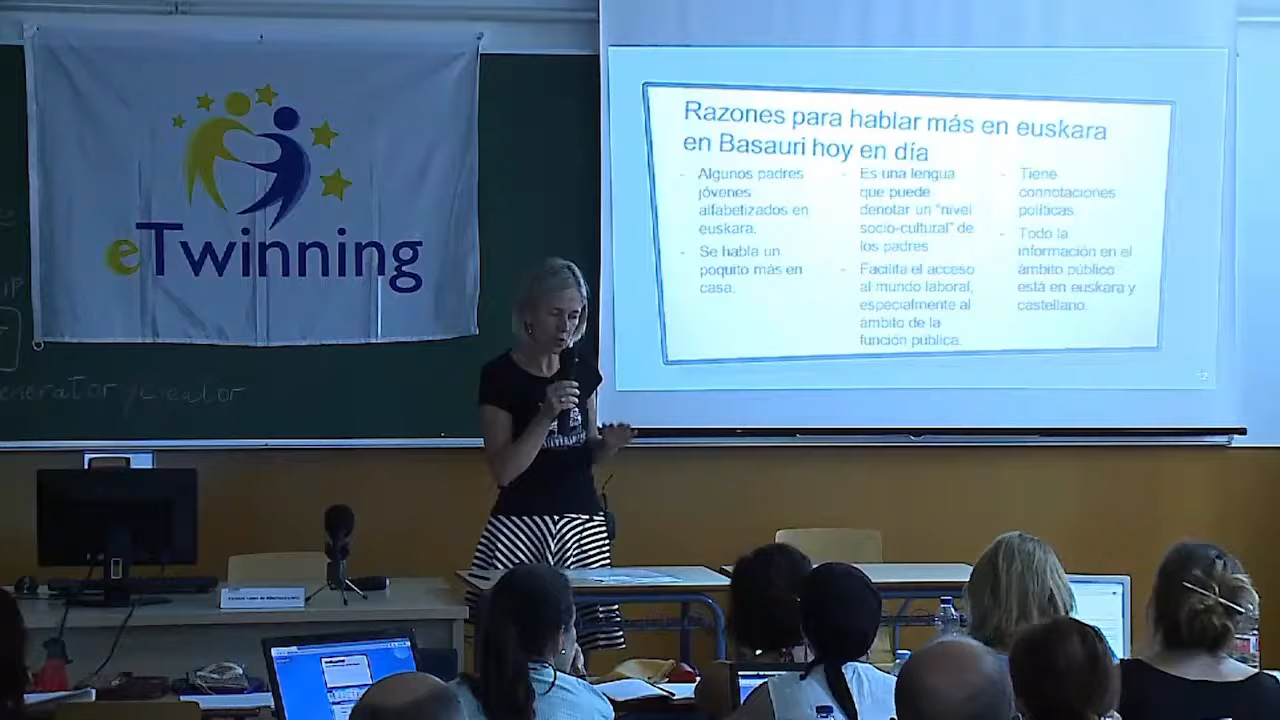 eTwinning
Razones para hablar más en euskara
en Basauri hoy en día
- Algunos padres
jóvenes
alfabetizados en
euskara.
- Se habla un
poquito más en
casa.
- Es una lengua
que puede
denotar un "nivel
socio-cultural" de
los padres
- Facilita el acceso
al mundo laboral,
especialmente al
ámbito de la
función pública.
- Tiene
connotaciones
políticas
- Todo la
información en el
ámbito público
está en euskara y
castellano.
12
enerator y creator